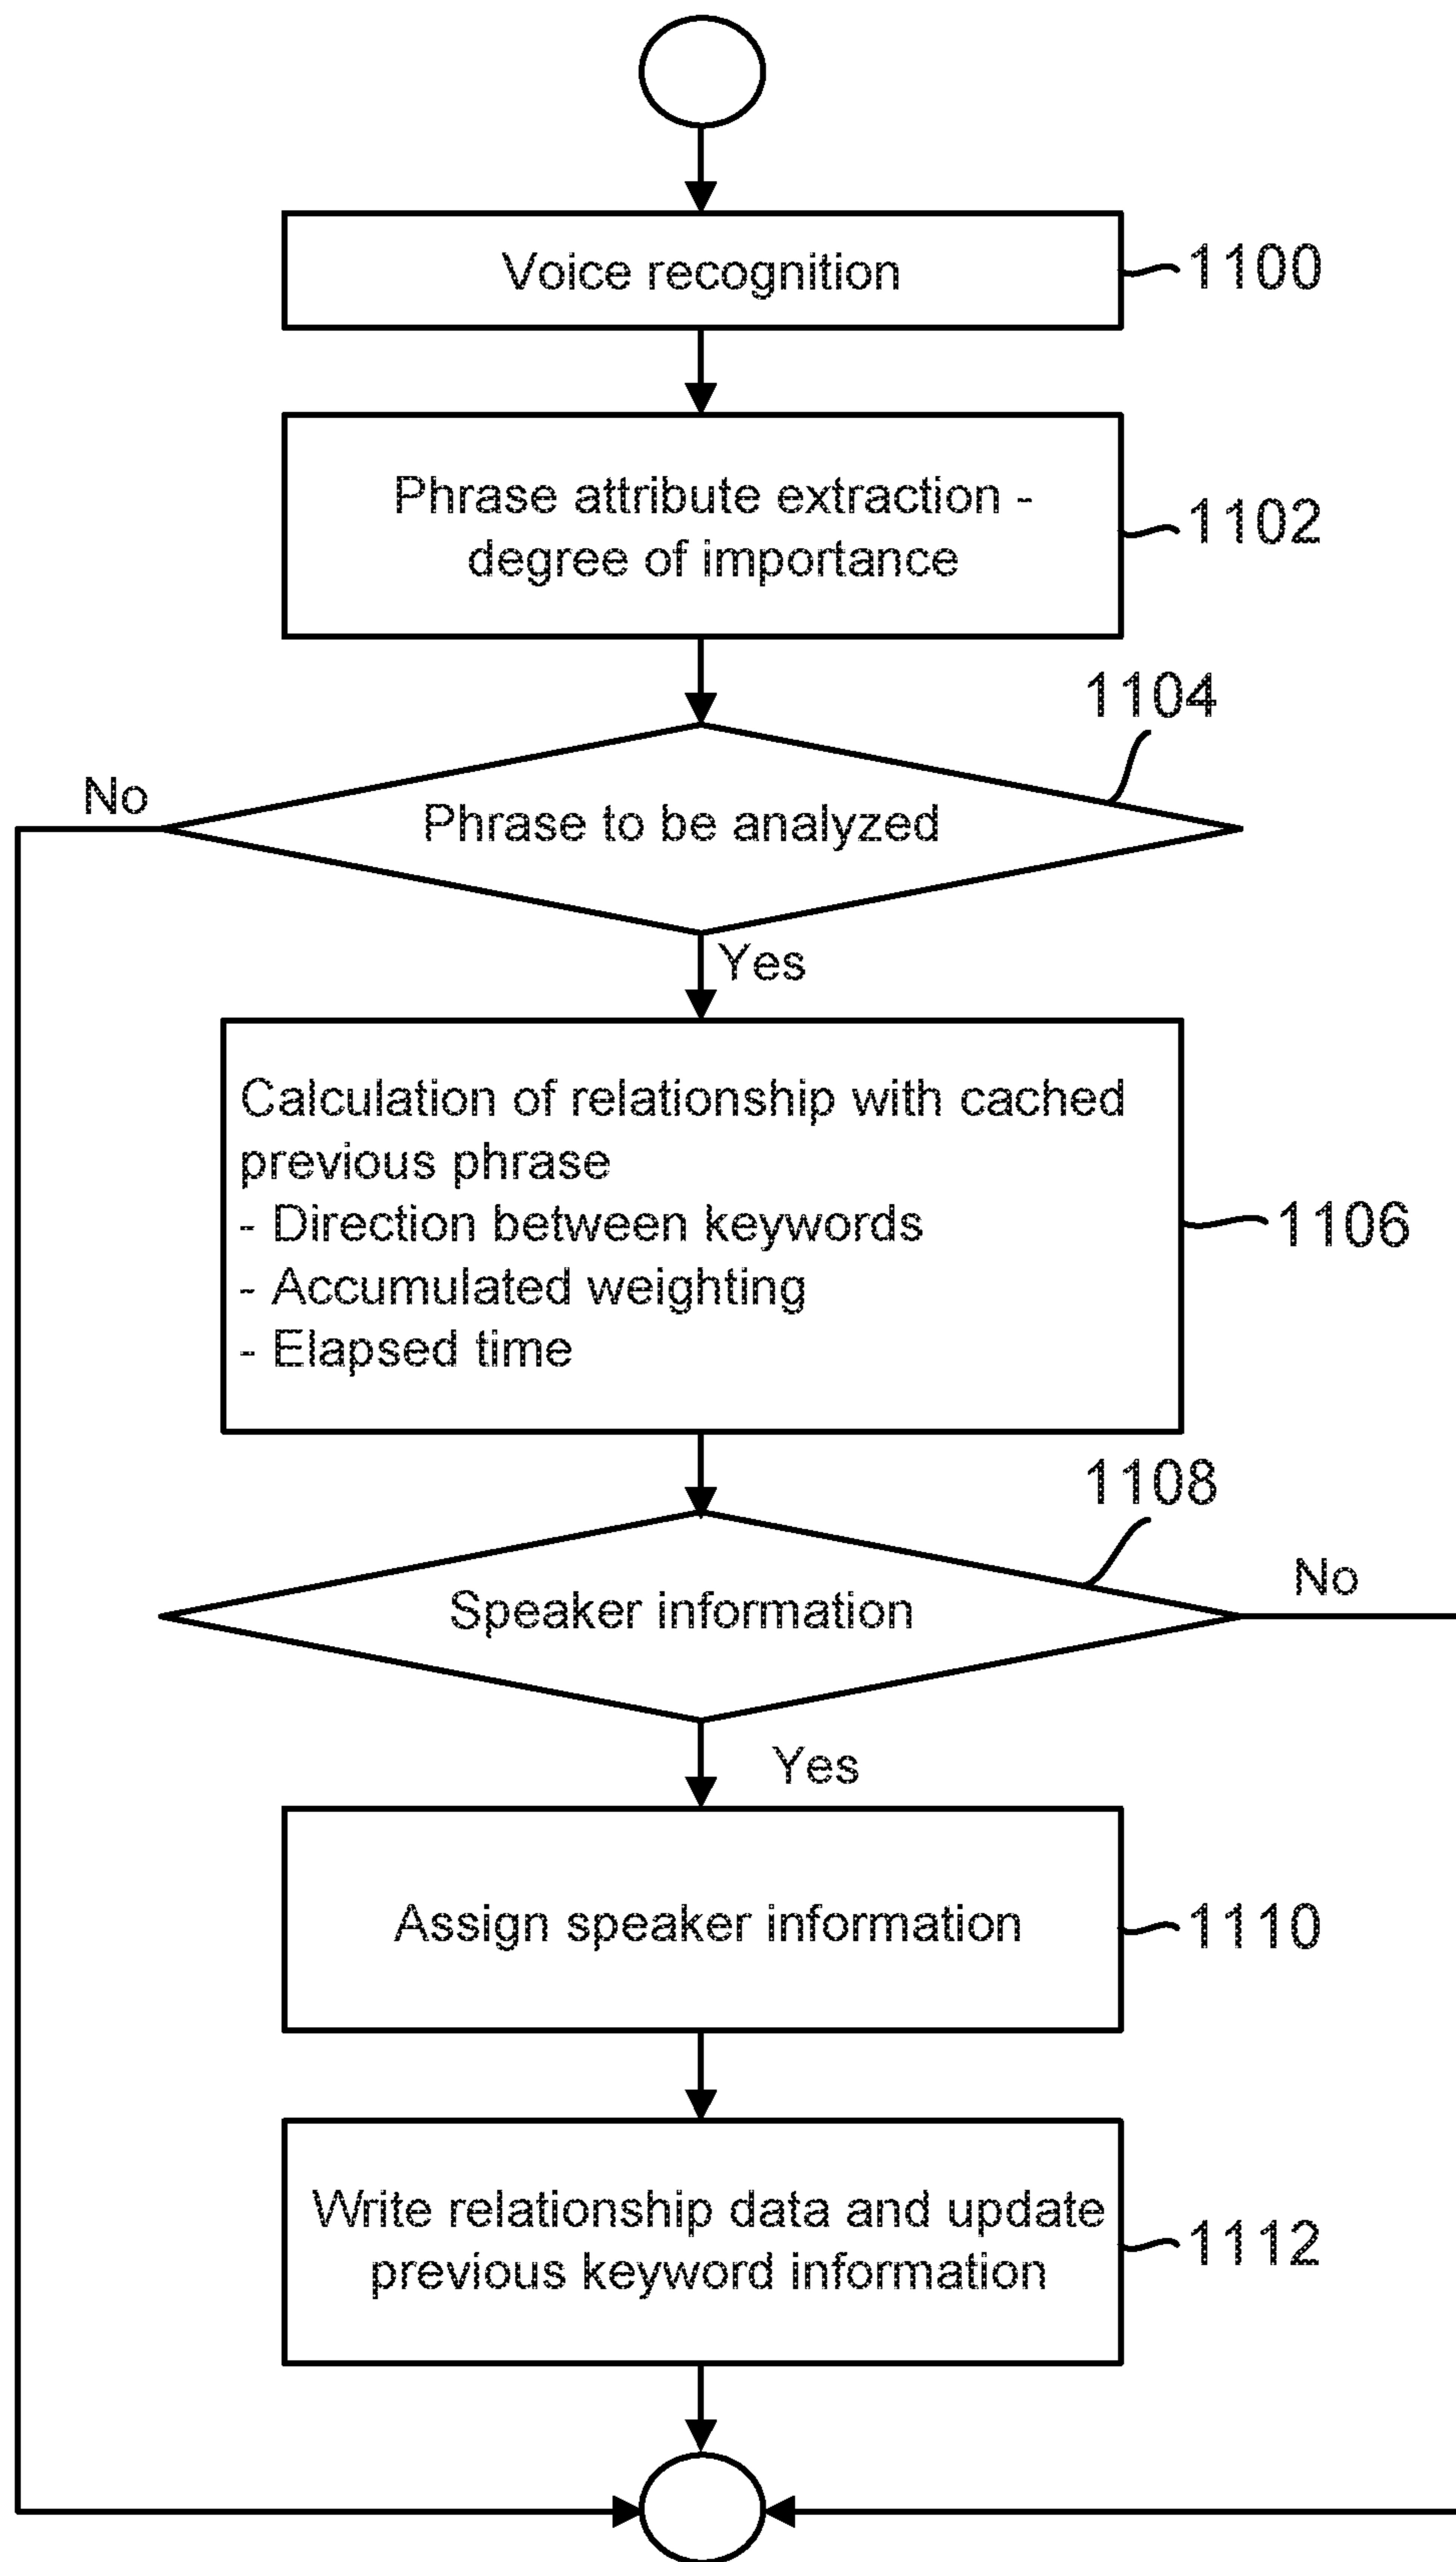 Voice recognition
1100
Phrase attribute extraction -
degree of importance
1102
1104
No
Phrase to be analyzed
Yes
Calculation of relationship with cached
previous phrase
- Direction between keywords
- Accumulated weighting
- Elapsed time
1106
1108
No
Speaker information
Yes
Assign speaker information
1110
Write relationship data and update
previous keyword information
1112